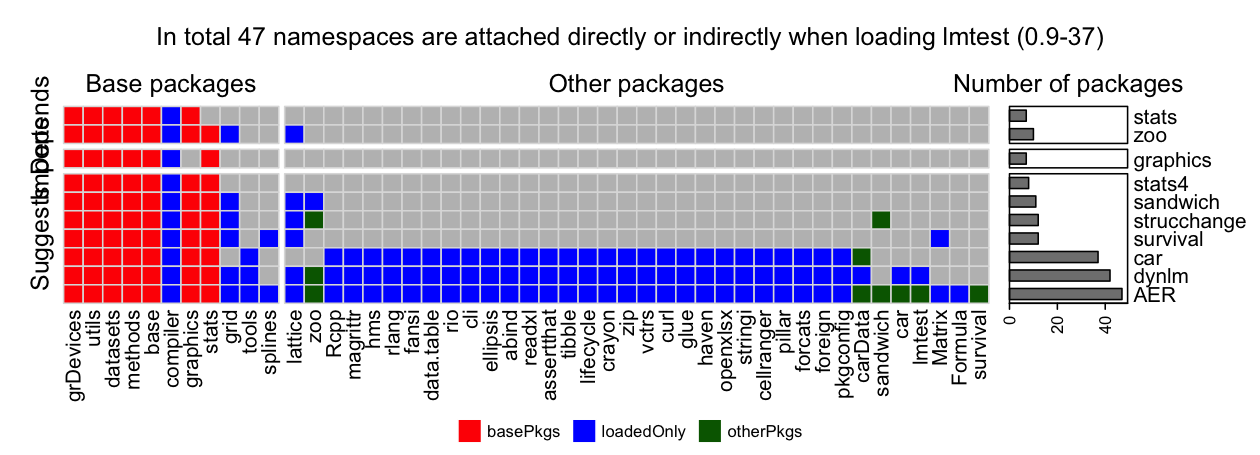 In total 47 namespaces are attached directly or indirectly when loading lmtest (0.9-37)
Base packages
Other packages
Number of packages
Depends
Imports
Suggests
stats
zoo
graphics
stats4
sandwich
strucchange
survival
car
dynlm
AER
0
20
40
grDevices
utils
datasets
methods
base
compiler
graphics
stats
grid
tools
splines
lattice
zoo
Rcpp
magrittr
hms
rlang
fansi
data.table
rio
cli
ellipsis
abind
readxl
assertthat
tibble
lifecycle
crayon
zip
vctrs
curl
glue
haven
openxlsx
stringi
cellranger
pillar
forcats
foreign
pkgconfig
carData
sandwich
car
lmtest
Matrix
Formula
survival
basePkgs
loadedOnly
otherPkgs